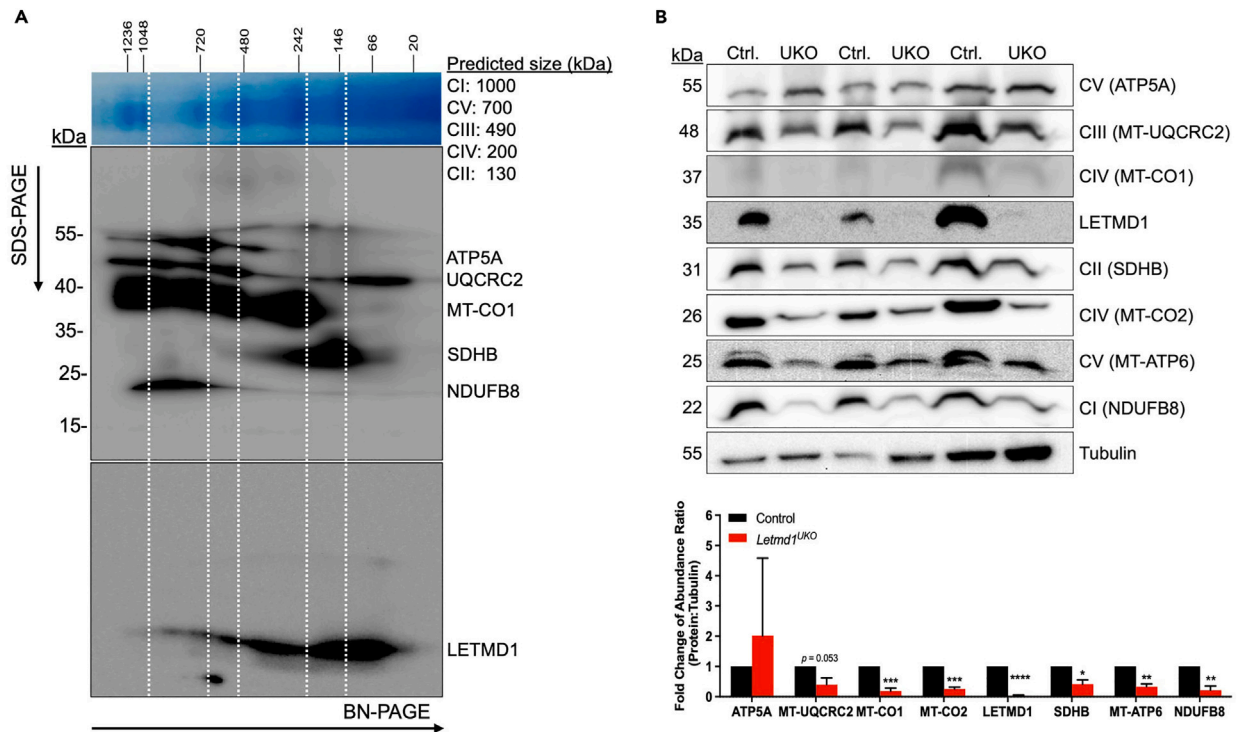 A
1236 1048 720 480 242 146 66 20
Predicted size (kDa)
CI: 1000
CV: 700
CIII: 490
CIV: 200
CII: 130
kDa
SDS-PAGE
55-
40-
35-
25-
15-
ATP5A
UQCRC2
MT-CO1
SDHB
NDUFB8
LETMD1
BN-PAGE
B
kDa Ctrl. UKO Ctrl. UKO Ctrl. UKO
55 CV (ATP5A)
48 CIII (MT-UQCRC2)
37 CIV (MT-CO1)
35 LETMD1
31 CII (SDHB)
26 CIV (MT-CO2)
25 CV (MT-ATP6)
22 CI (NDUFB8)
55 Tubulin
Fold Change of Abundance Ratio
(Protein:Tubulin)
6
5
4
3
2
1
0
Control
Letmd1UKO
p = 0.053
*** *** **** * ** **
ATP5A MT-UQCRC2 MT-CO1 MT-CO2 LETMD1 SDHB MT-ATP6 NDUFB8